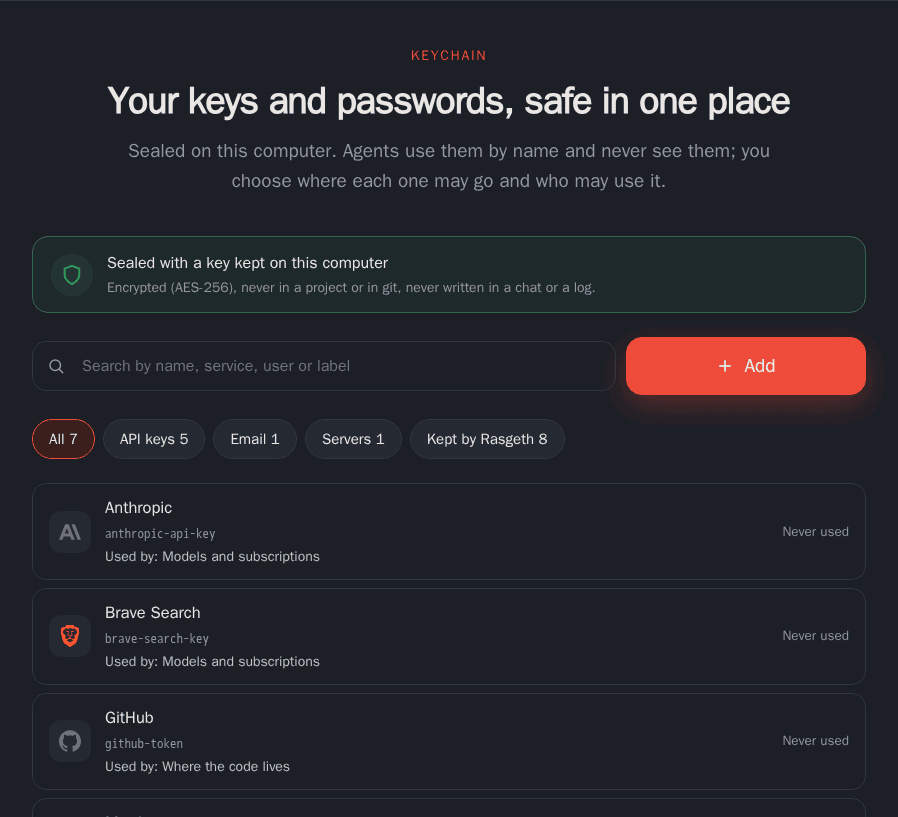 KEYCHAIN
Your keys and passwords, safe in one place
Sealed on this computer. Agents use them by name and never see them; you
choose where each one may go and who may use it.
Sealed with a key kept on this computer
Encrypted (AES-256), never in a project or in git, never written in a chat or a log.
Search by name, service, user or label
+ Add
All 7
API keys 5
Email 1
Servers 1
Kept by Rasgeth 8
Anthropic
anthropic-api-key
Used by: Models and subscriptions
Never used
Brave Search
brave-search-key
Used by: Models and subscriptions
Never used
GitHub
github-token
Used by: Where the code lives
Never used